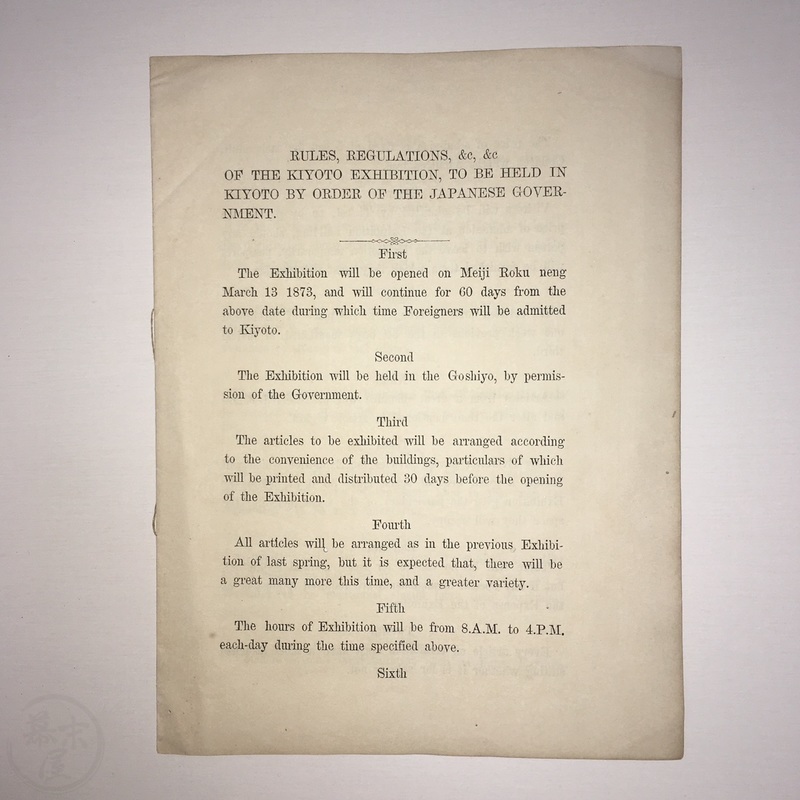 RULES, REGULATIONS, &c, &c
OF THE KIYOTO EXHIBITION, TO BE HELD IN
KIYOTO BY ORDER OF THE JAPANESE GOVER-
NMENT.
First
The Exhibition will be opened on Meiji Roku neng
March 13 1873, and will continue for 60 days from the
above date during which time Foreigners will be admitted
to Kiyoto.
Second
The Exhibition will be held in the Goshiyo, by permis-
sion of the Government.
Third
The articles to be exhibited will be arranged according
to the convenience of the buildings, particulars of which
will be printed and distributed 30 days before the opening
of the Exhibition.
Fourth
All articles will be arranged as in the previous Exhibi-
tion of last spring, but it is expected that, there will be
a great many more this time, and a greater variety.
Fifth
The hours of Exhibition will be from 8.A.M. to 4.P.M.
each-day during the time specified above.
Sixth
幕末屋